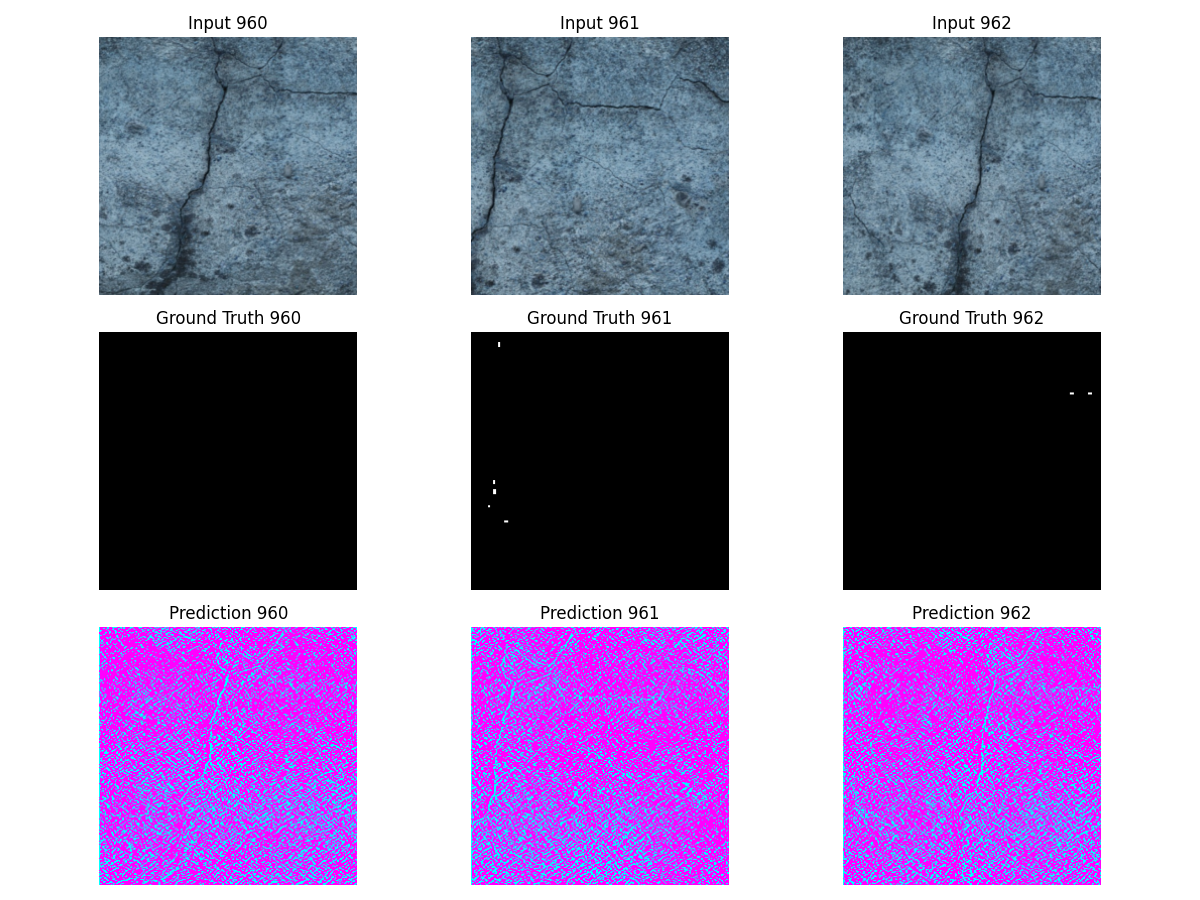 Input 960
Input 961
Input 962
Ground Truth 960
Ground Truth 961
Ground Truth 962
Prediction 960
Prediction 961
Prediction 962